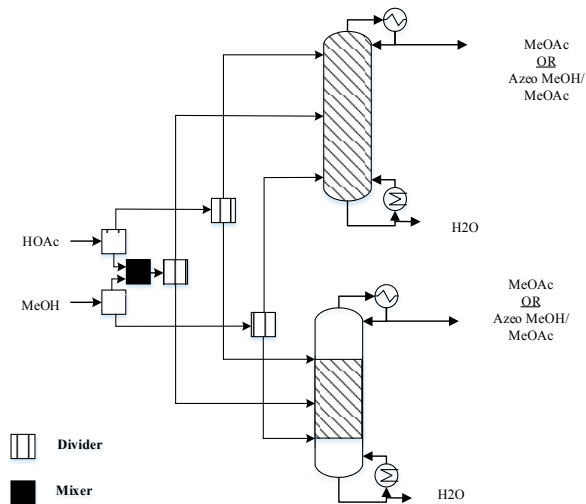 MeOAc
OR
Azeo MeOH/
MeOAc
H2O
HOAc
MeOH
MeOAc
OR
Azeo MeOH/
MeOAc
H2O
Divider
Mixer